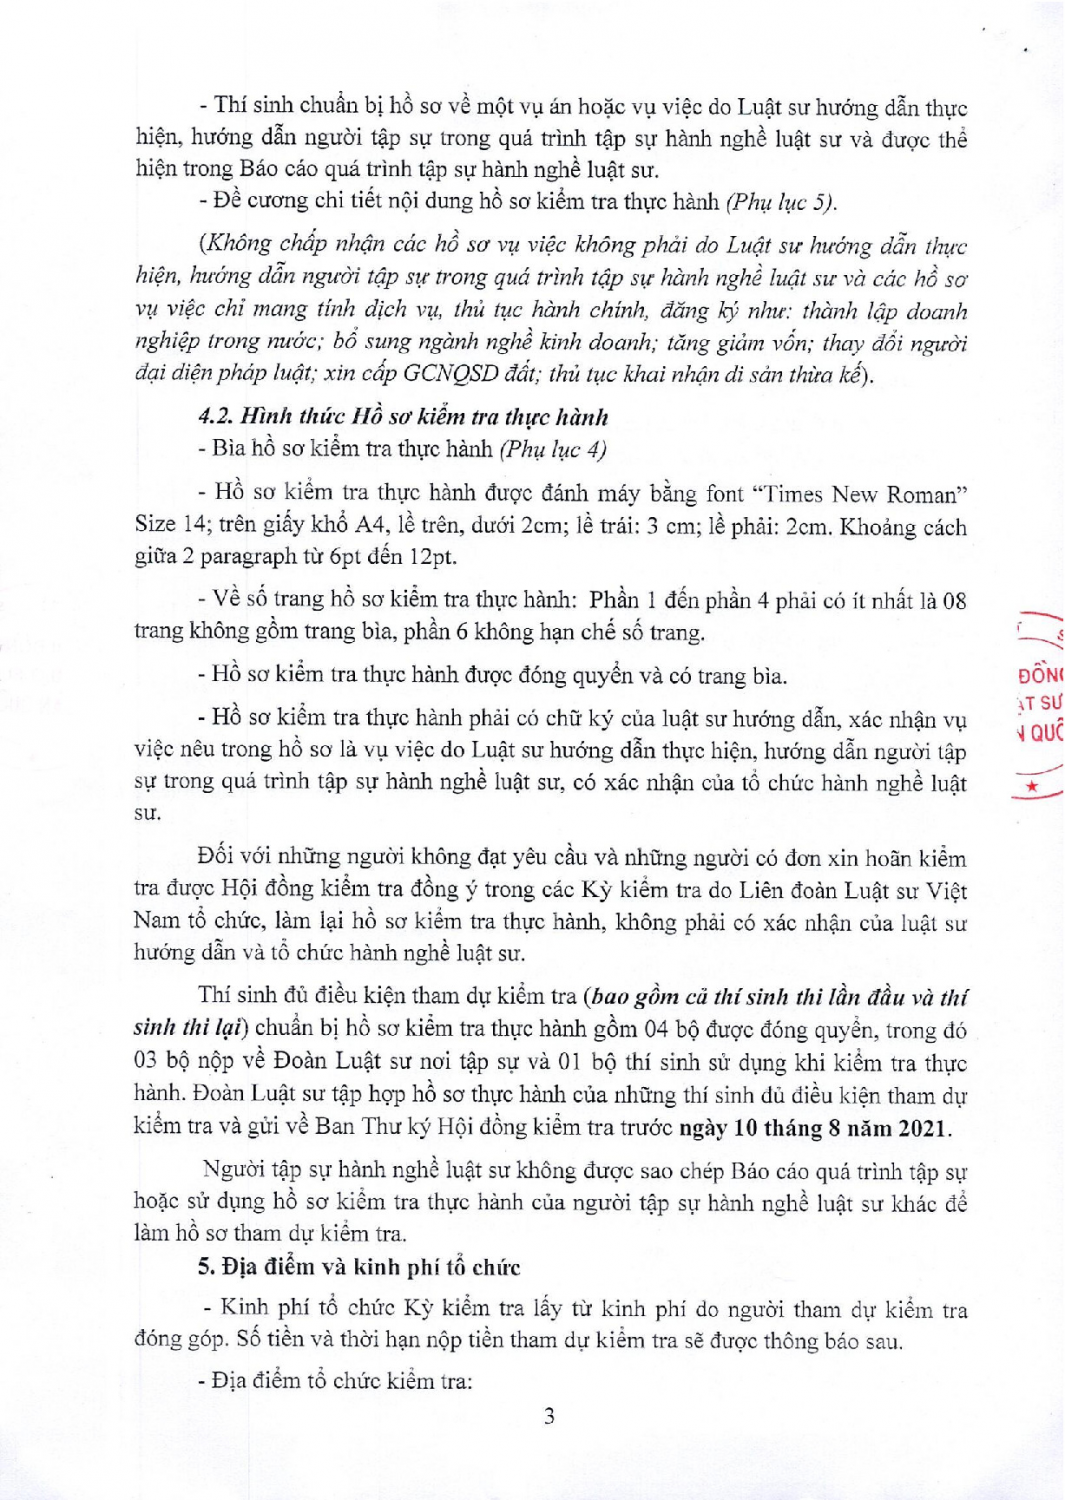 - Thí sinh chuẩn bị hồ sơ về một vụ án hoặc vụ việc do Luật sư hướng dẫn thực
hiện, hướng dẫn người tập sự trong quá trình tập sự hành nghề luật sư và được thể
hiện trong Báo cáo quá trình tập sự hành nghề luật sư.
- Đề cương chi tiết nội dung hồ sơ kiểm tra thực hành (Phụ lục 5).
(Không chấp nhận các hồ sơ vụ việc không phải do Luật sư hướng dẫn thực
hiện, hướng dẫn người tập sự trong quá trình tập sự hành nghề luật sư và các hồ sơ
vụ việc chỉ mang tính dịch vụ, thủ tục hành chính, đăng ký như: thành lập doanh
nghiệp trong nước; bổ sung ngành nghề kinh doanh; tăng giảm vốn; thay đổi người
đại diện pháp luật; xin cấp GCNQSD đất; thủ tục khai nhận di sản thừa kế).
4.2. Hình thức Hồ sơ kiểm tra thực hành
- Bìa hồ sơ kiểm tra thực hành (Phụ lục 4)
- Hồ sơ kiểm tra thực hành được đánh máy bằng font “Times New Roman”
Size 14; trên giấy khổ A4, lề trên, dưới 2cm; lề trái: 3 cm; lề phải: 2cm. Khoảng cách
giữa 2 paragraph từ 6pt đến 12pt.
- Về số trang hồ sơ kiểm tra thực hành: Phần 1 đến phần 4 phải có ít nhất là 08
trang không gồm trang bìa, phần 6 không hạn chế số trang.
- Hồ sơ kiểm tra thực hành được đóng quyển và có trang bìa.
- Hồ sơ kiểm tra thực hành phải có chữ ký của luật sư hướng dẫn, xác nhận vụ
việc nêu trong hồ sơ là vụ việc do Luật sư hướng dẫn thực hiện, hướng dẫn người tập
sự trong quá trình tập sự hành nghề luật sư, có xác nhận của tổ chức hành nghề luật
sư.
Đối với những người không đạt yêu cầu và những người có đơn xin hoãn kiểm
tra được Hội đồng kiểm tra đồng ý trong các Kỳ kiểm tra do Liên đoàn Luật sư Việt
Nam tổ chức, làm lại hồ sơ kiểm tra thực hành, không phải có xác nhận của luật sư
hướng dẫn và tổ chức hành nghề luật sư.
Thí sinh đủ điều kiện tham dự kiểm tra (bao gồm cả thí sinh thi lần đầu và thí
sinh thi lại) chuẩn bị hồ sơ kiểm tra thực hành gồm 04 bộ được đóng quyển, trong đó
03 bộ nộp về Đoàn Luật sư nơi tập sự và 01 bộ thí sinh sử dụng khi kiểm tra thực
hành. Đoàn Luật sư tập hợp hồ sơ thực hành của những thí sinh đủ điều kiện tham dự
kiểm tra và gửi về Ban Thư ký Hội đồng kiểm tra trước ngày 10 tháng 8 năm 2021.
Người tập sự hành nghề luật sư không được sao chép Báo cáo quá trình tập sự
hoặc sử dụng hồ sơ kiểm tra thực hành của người tập sự hành nghề luật sư khác để
làm hồ sơ tham dự kiểm tra.
5. Địa điểm và kinh phí tổ chức
- Kinh phí tổ chức Kỳ kiểm tra lấy từ kinh phí do người tham dự kiểm tra
đóng góp. Số tiền và thời hạn nộp tiền tham dự kiểm tra sẽ được thông báo sau.
- Địa điểm tổ chức kiểm tra:
3
ĐỒN
ẬT SƯ
QUỐ